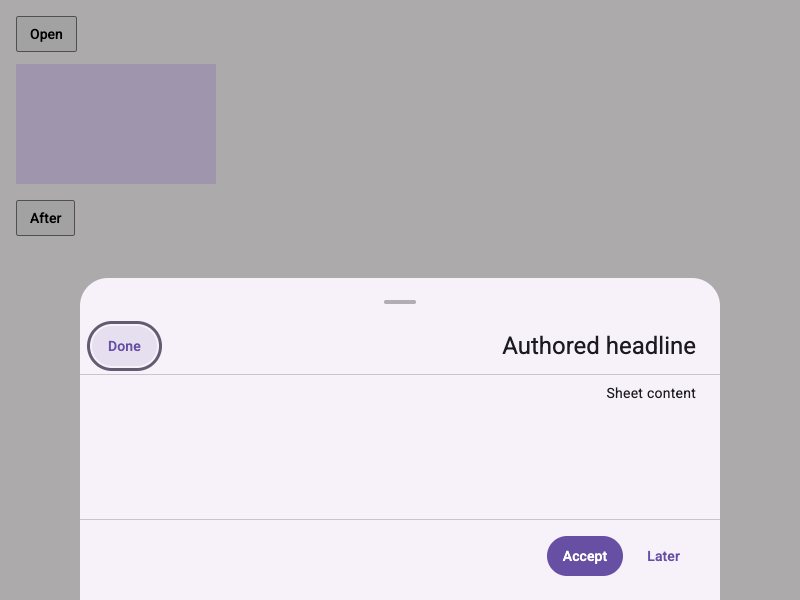 Open
After
Authored headline
Done
Sheet content
Later
Accept